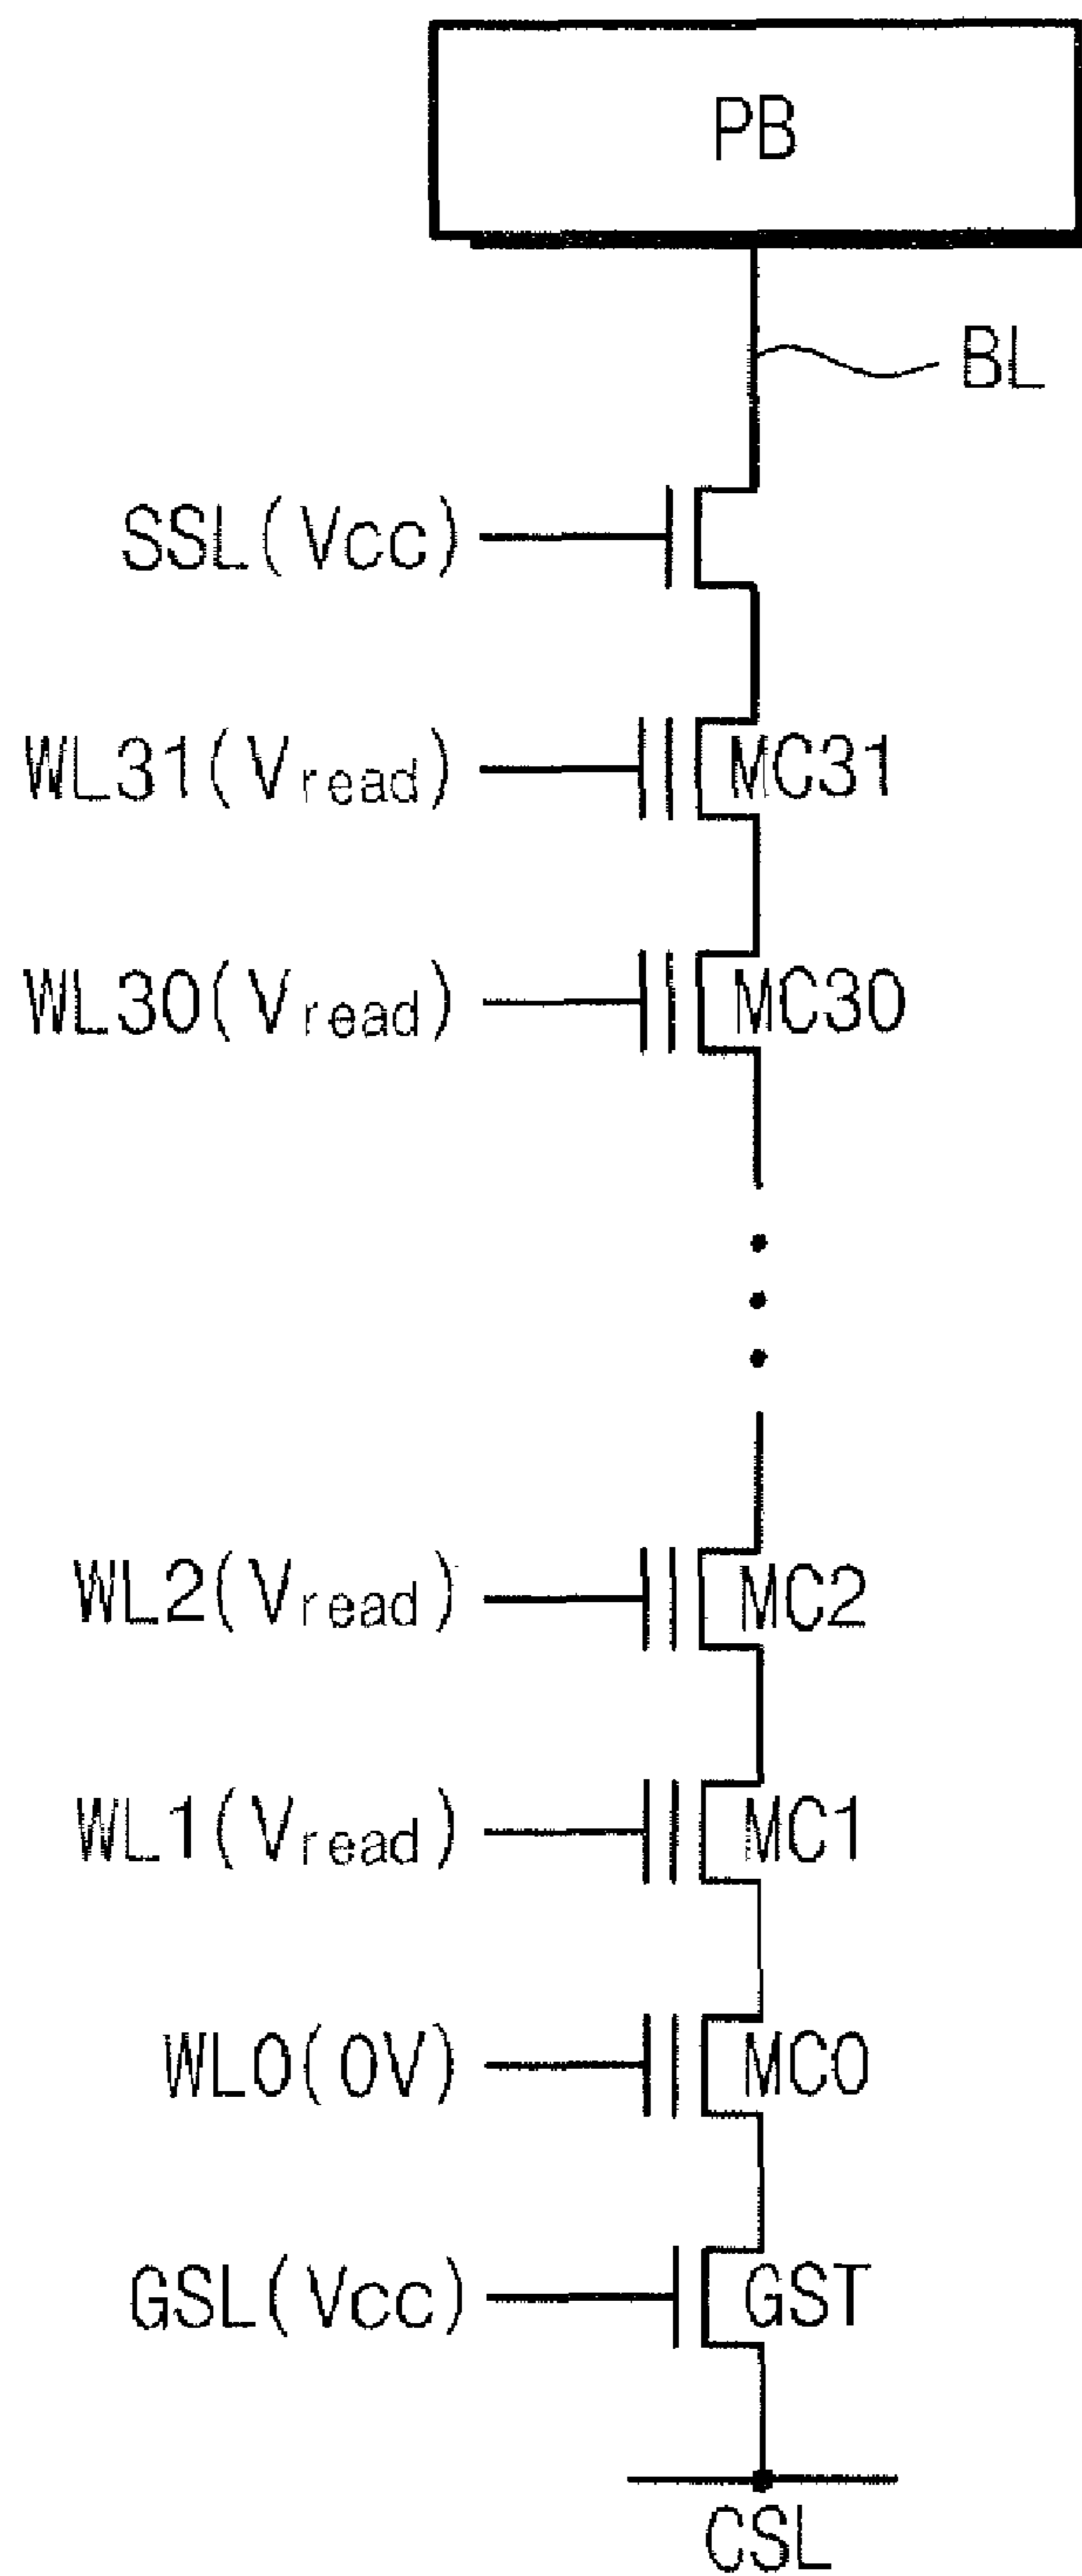 PB
BL
SSL(Vcc)
WL31(Vread) MC31
WL30(Vread) MC30
WL2(Vread) MC2
WL1(Vread) MC1
WL0(0V) MC0
GSL(Vcc) GST
CSL